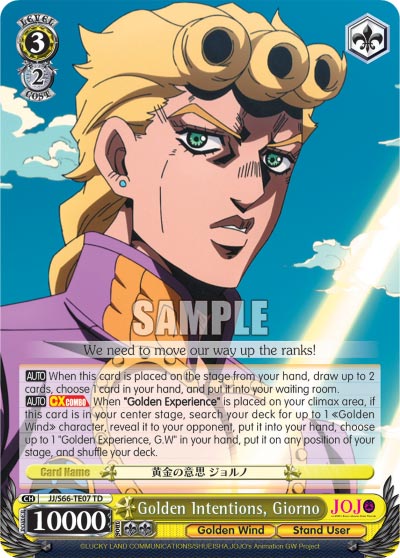 LEVEL
3
2
COST
SAMPLE
We need to move our way up the ranks!
AUTO When this card is placed on the stage from your hand, draw up to 2
cards, choose 1 card in your hand, and put it into your waiting room.
AUTO CXCOMBO When "Golden Experience" is placed on your climax area, if
this card is in your center stage, search your deck for up to 1 «Golden
Wind» character, reveal it to your opponent, put it into your hand, choose
up to 1 "Golden Experience, G.W" in your hand, put it on any position of your
stage, and shuffle your deck.
Card Name 黄金の意思 ジョルノ
CH JJ/S66-TE07 TD
POWER 10000 SOUL Golden Intentions, Giorno JOJO
Golden Wind Stand User
©LUCKY LAND COMMUNICATIONS/SHUEISHA,JOJO's Animation GW Project